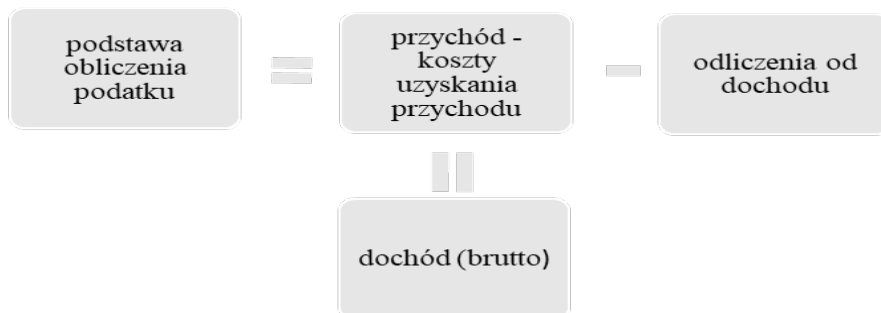 podstawa
obliczenia
podatku
=
przychód -
koszty
uzyskania
przychodu
-
odliczenia od
dochodu
=
dochód (brutto)